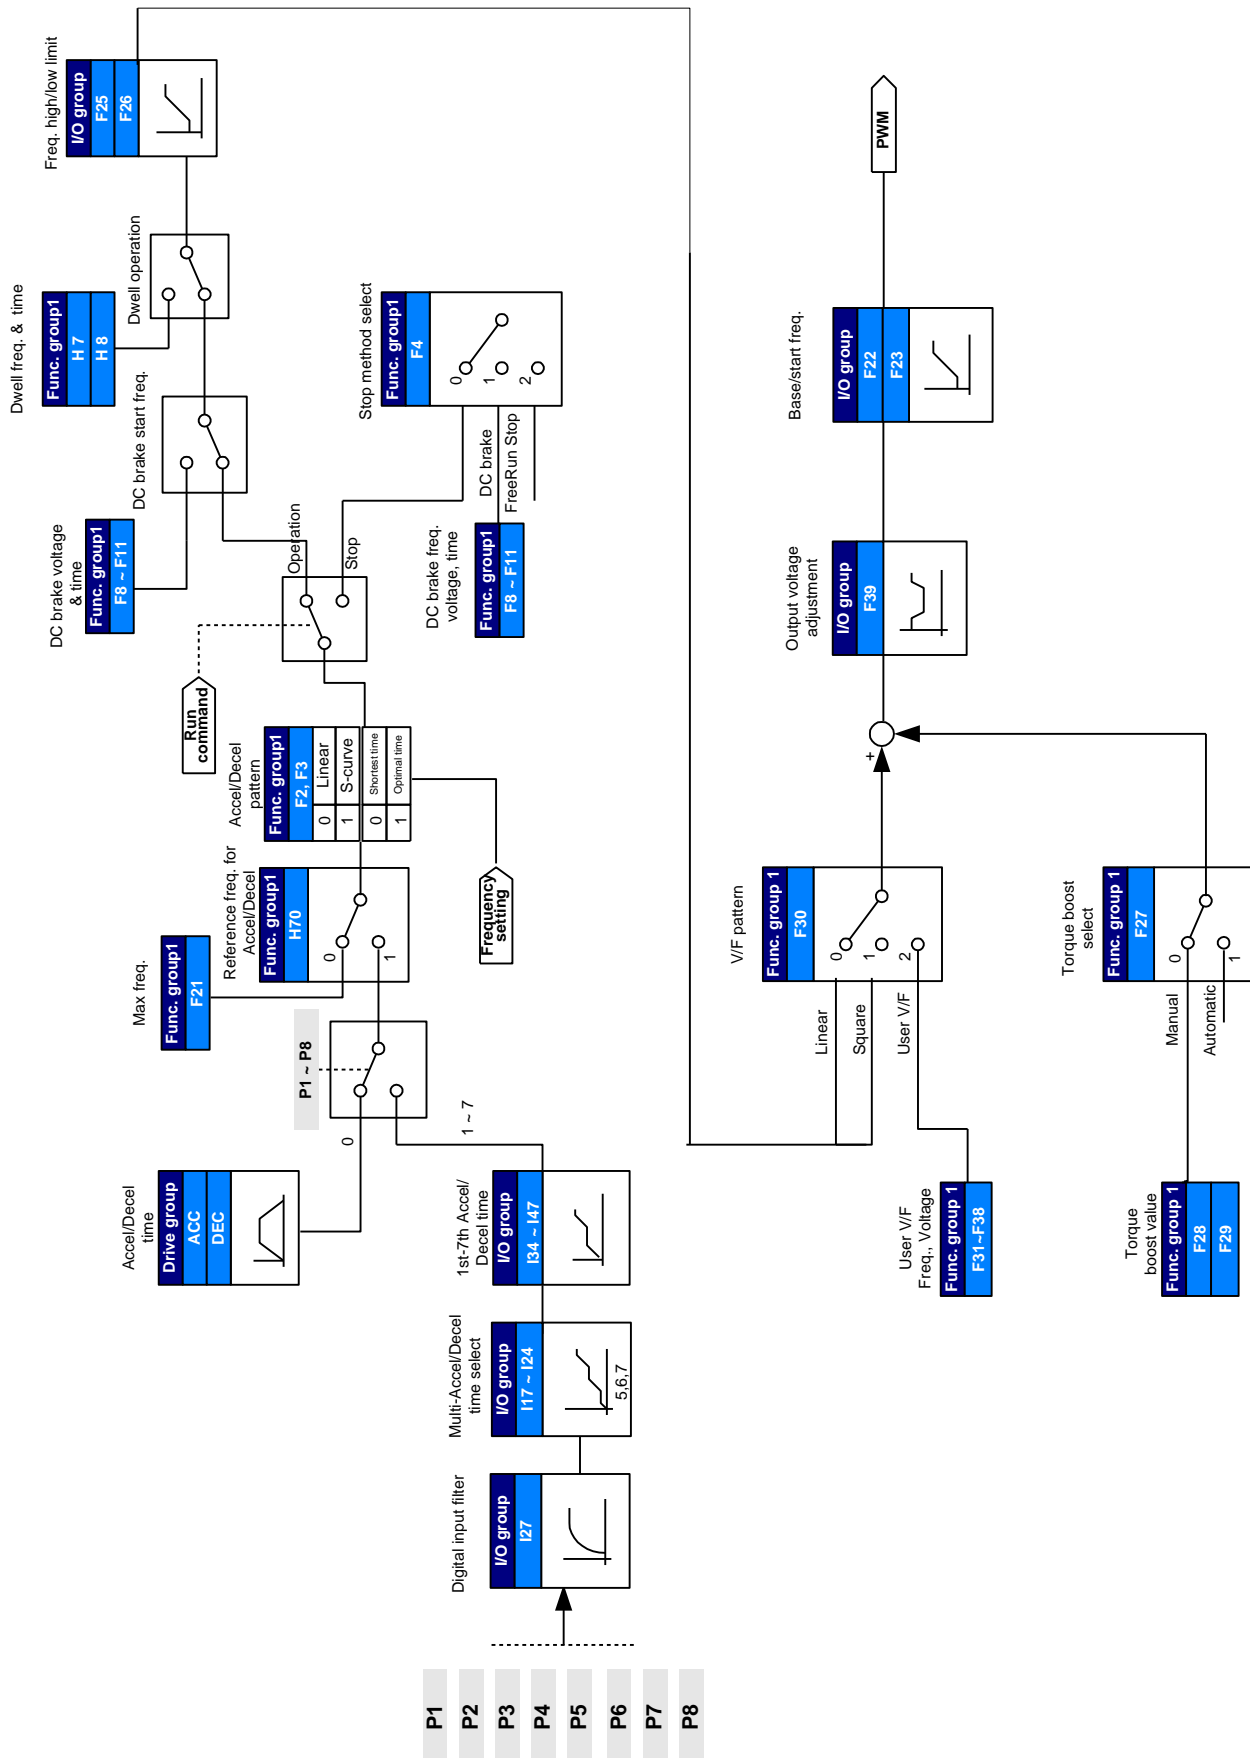 P1
P2
P3
P4
P5
P6
P7
P8
Digital input filter
I/O group
I27
Multi-Accel/Decel
time select
I/O group
I17 ~ I24
5,6,7
1st-7th Accel/
Decel time
I/O group
I34 ~ I47
Accel/Decel
time
Drive group
ACC
DEC
0
1 ~ 7
P1 ~ P8
Max freq.
Func. group1
F21
Reference freq. for
Accel/Decel
Func. group1
H70
0
1
Frequency
setting
Accel/Decel
pattern
Func. group1
F2, F3
0
Linear
1
S-curve
0
Shortest time
1
Optimal time
Run
command
Operation
Stop
DC brake voltage
& time
Func. group1
F8 ~ F11
DC brake start freq.
DC brake freq.
voltage, time
Func. group1
F8 ~ F11
DC brake
FreeRun Stop
Stop method select
Func. group1
F4
0
1
2
Dwell freq. & time
Func. group1
H 7
H 8
Dwell operation
Freq. high/low limit
I/O group
F25
F26
User V/F
Freq., Voltage
Func. group 1
F31~F38
Linear
Square
User V/F
V/F pattern
Func. group 1
F30
0
1
2
+
Output voltage
adjustment
I/O group
F39
Base/start freq.
I/O group
F22
F23
PWM
Torque
boost value
Func. group 1
F28
F29
Manual
Automatic
Torque boost
select
Func. group 1
F27
0
1